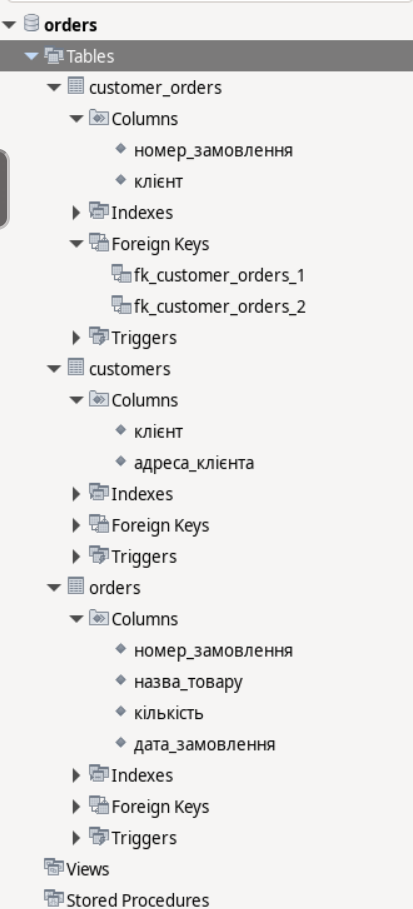 orders
Tables
customer_orders
Columns
номер_замовлення
клієнт
Indexes
Foreign Keys
fk_customer_orders_1
fk_customer_orders_2
Triggers
customers
Columns
клієнт
адреса_клієнта
Indexes
Foreign Keys
Triggers
orders
Columns
номер_замовлення
назва_товару
кількість
дата_замовлення
Indexes
Foreign Keys
Triggers
Views
Stored Procedures